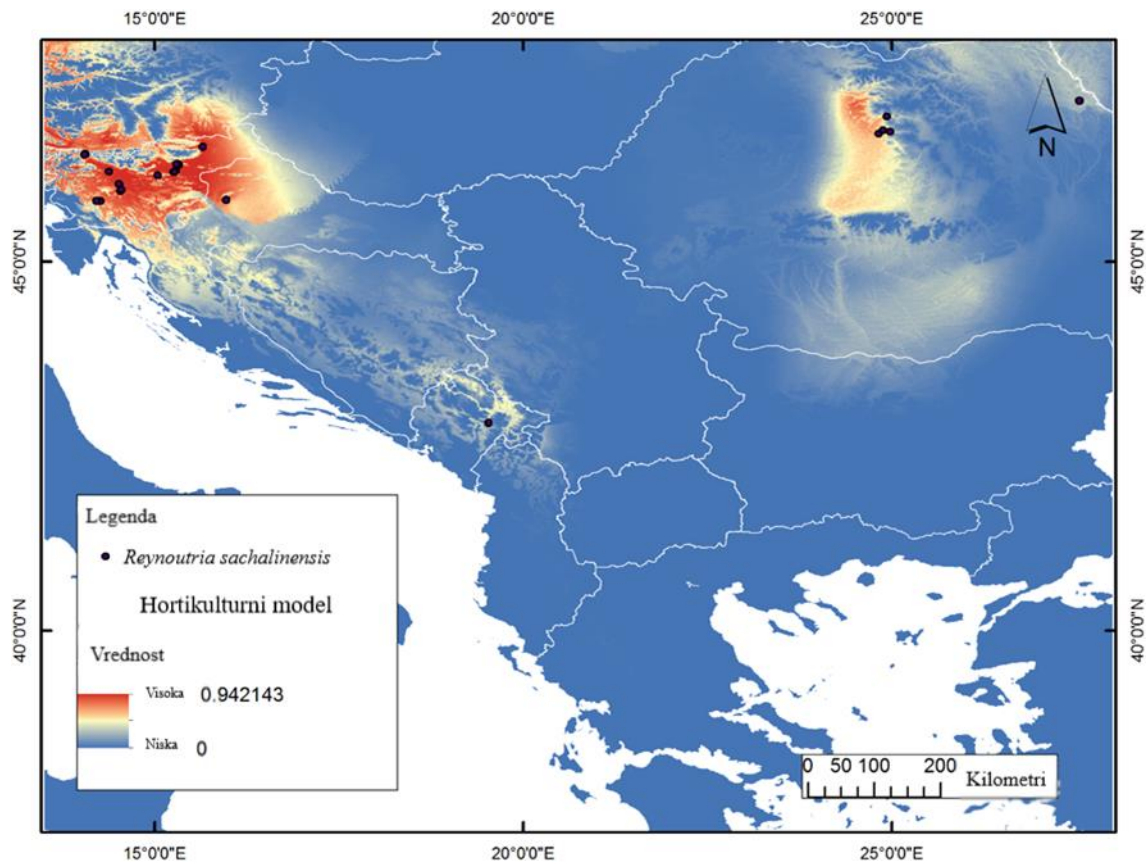 15°0'0"E 20°0'0"E 25°0'0"E
N
45°0'0"N 45°0'0"N
Legenda
Reynoutria sachalinensis
Hortikulturni model
Vrednost
Visoka 0.942143
Niska 0
40°0'0"N 40°0'0"N
0 50 100 200
Kilometri
15°0'0"E 20°0'0"E 25°0'0"E